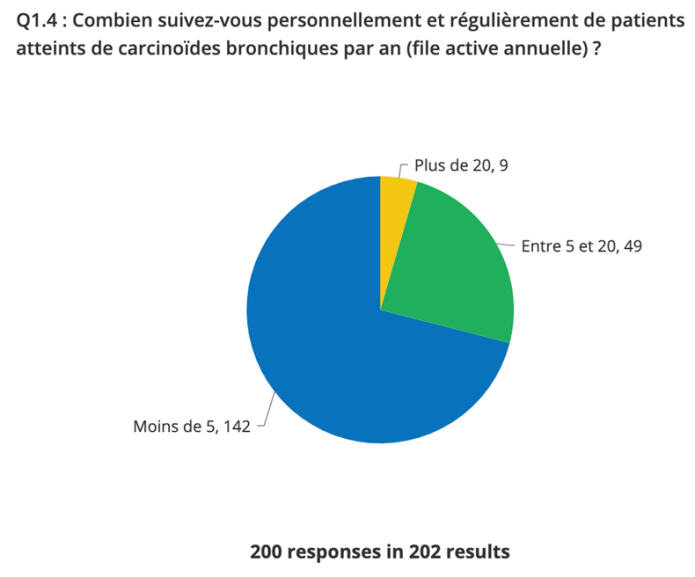 Q1.4 : Combien suivez-vous personnellement et régulièrement de patients
atteints de carcinoïdes bronchiques par an (file active annuelle) ?
Plus de 20, 9
Entre 5 et 20, 49
Moins de 5, 142
200 responses in 202 results